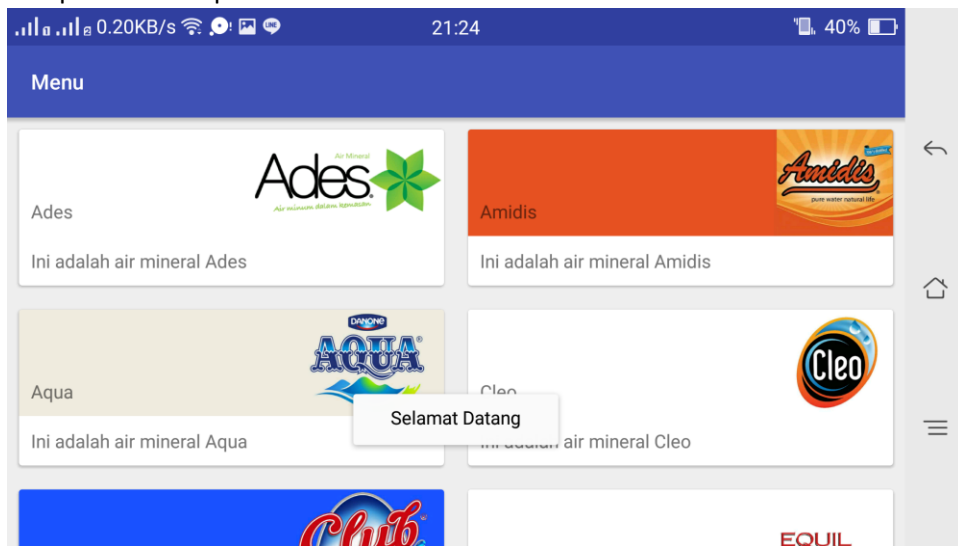 0.20KB/s 21:24 40%
Menu
Air Mineral
Ades
Air minum dalam kemasan
Ades
Ini adalah air mineral Ades
Amidis
pure water natural life
Amidis
Ini adalah air mineral Amidis
DANONE
AQUA
Aqua
Ini adalah air mineral Aqua
Cleo
Cleo
air mineral Cleo
Selamat Datang
Club
EQUIL